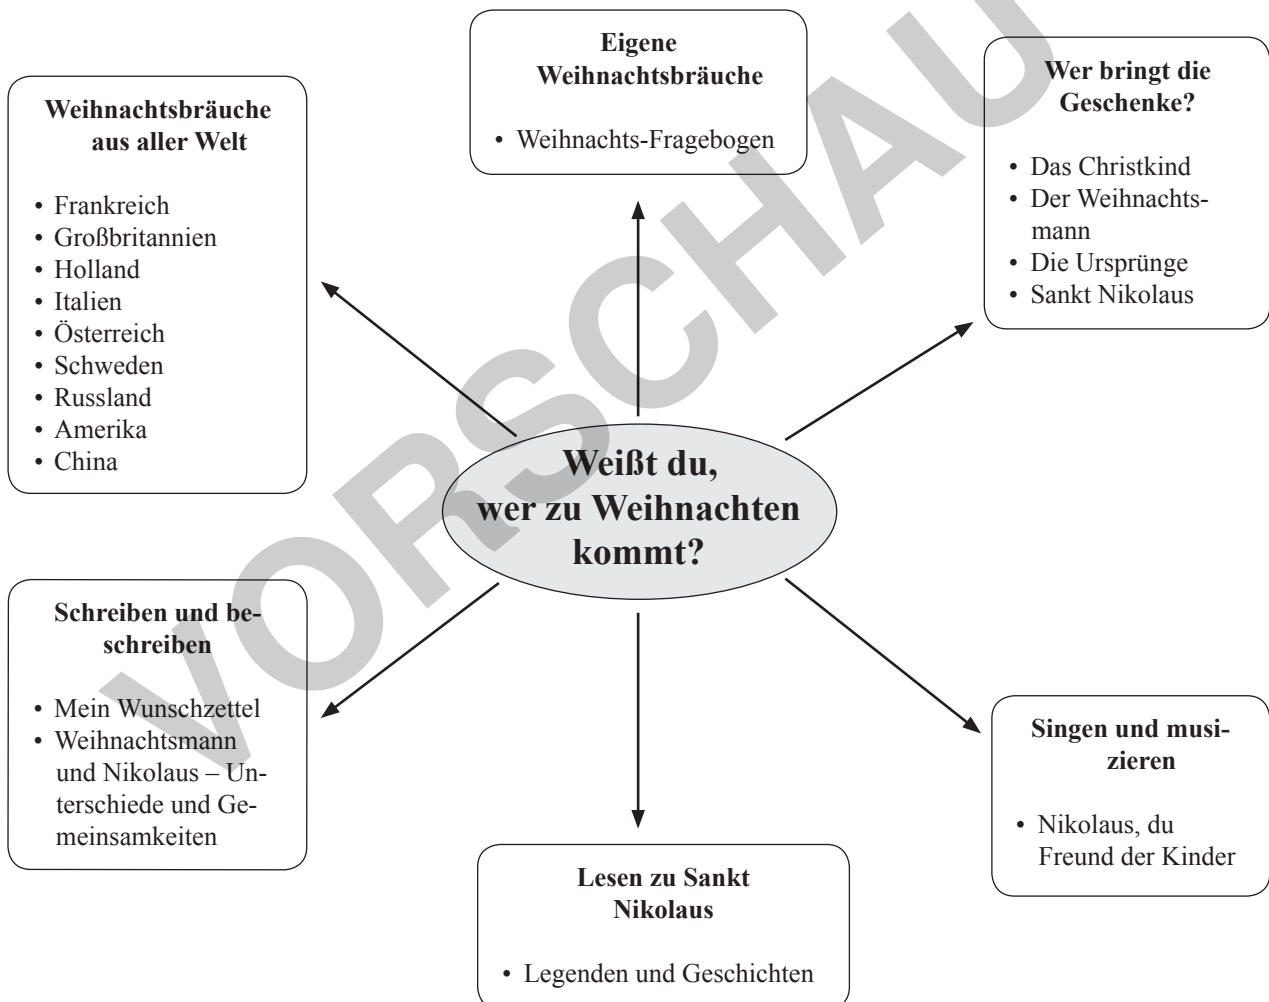 Eigene
Weihnachtsbräuche
• Weihnachts-Fragebogen
Wer bringt die
Geschenke?
• Das Christkind
• Der Weihnachts-
mann
• Die Ursprünge
• Sankt Nikolaus
Weihnachtsbräuche
aus aller Welt
• Frankreich
• Großbritannien
• Holland
• Italien
• Österreich
• Schweden
• Russland
• Amerika
• China
Weißt du,
wer zu Weihnachten
kommt?
Schreiben und be-
schreiben
• Mein Wunschzettel
• Weihnachtsmann
und Nikolaus – Un-
terschiede und Ge-
meinsamkeiten
Singen und musi-
zieren
• Nikolaus, du
Freund der Kinder
Lesen zu Sankt
Nikolaus
• Legenden und Geschichten
VORSCHAU